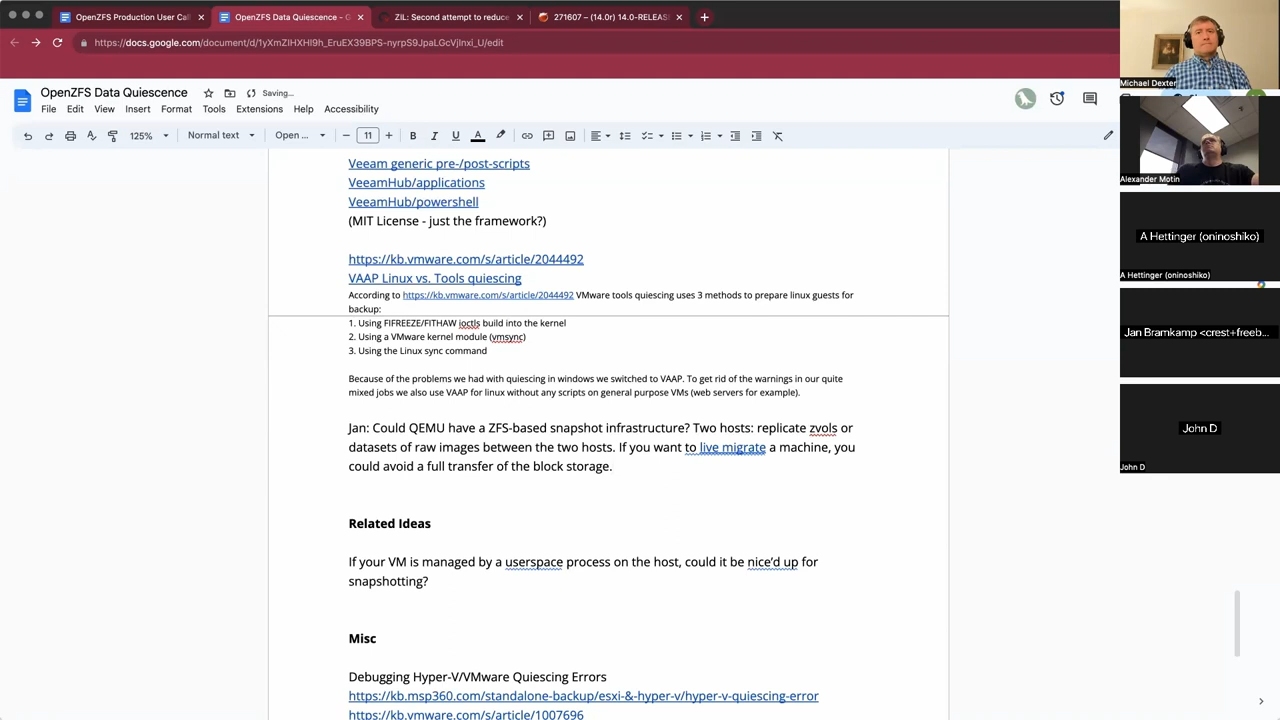 OpenZFS Production User Cal
OpenZFS Data Quiescence - G
ZIL: Second attempt to reduce
271607 – (14.0r) 14.0-RELEAS
https://docs.google.com/document/d/1yXmZIHXHI9h_EruEX39BPS-nyrpS9JpaLGcVjInxi_U/edit
OpenZFS Data Quiescence
Saving...
File Edit View Insert Format Tools Extensions Help Accessibility
125% Normal text Open ... 11 B I U A
Veeam generic pre-/post-scripts
VeeamHub/applications
VeeamHub/powershell
(MIT License - just the framework?)
https://kb.vmware.com/s/article/2044492
VAAP Linux vs. Tools quiescing
According to https://kb.vmware.com/s/article/2044492 VMware tools quiescing uses 3 methods to prepare linux guests for
backup:
1. Using FIFREEZE/FITHAW ioctls build into the kernel
2. Using a VMware kernel module (vmsync)
3. Using the Linux sync command
Because of the problems we had with quiescing in windows we switched to VAAP. To get rid of the warnings in our quite
mixed jobs we also use VAAP for linux without any scripts on general purpose VMs (web servers for example).
Jan: Could QEMU have a ZFS-based snapshot infrastructure? Two hosts: replicate zvols or
datasets of raw images between the two hosts. If you want to live migrate a machine, you
could avoid a full transfer of the block storage.
Related Ideas
If your VM is managed by a userspace process on the host, could it be nice’d up for
snapshotting?
Misc
Debugging Hyper-V/VMware Quiescing Errors
https://kb.msp360.com/standalone-backup/esxi-&-hyper-v/hyper-v-quiescing-error
https://kb.vmware.com/s/article/1007696
Michael Dexter
Alexander Motin
A Hettinger (oninoshiko)
A Hettinger (oninoshiko)
Jan Bramkamp <crest+freeb...
John D
John D